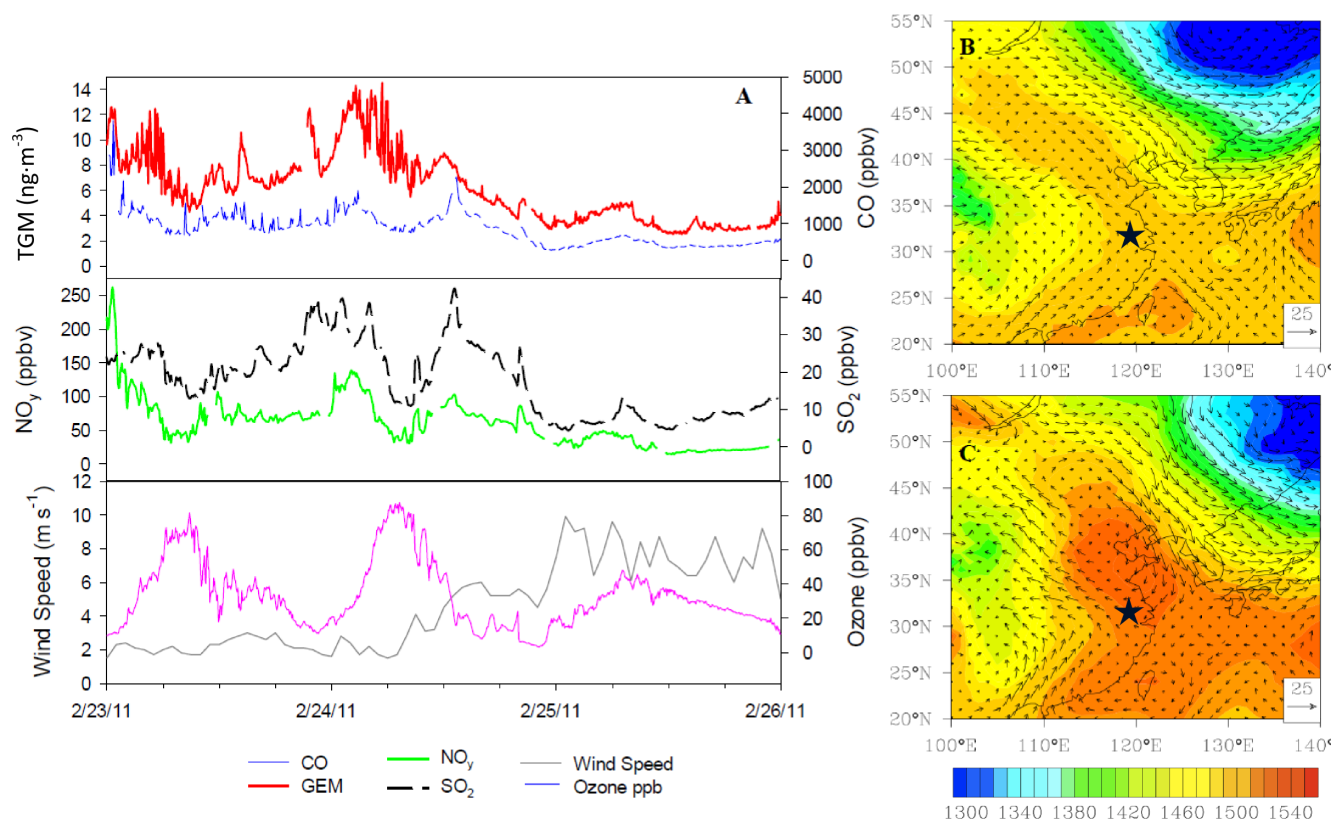 A
14
12
10
8
6
4
2
0
TGM (ng·m⁻³)
5000
4000
3000
2000
1000
0
CO (ppbv)
250
200
150
100
50
0
NOy (ppbv)
40
30
20
10
0
SO₂ (ppbv)
12
10
8
6
4
2
0
Wind Speed (m s⁻¹)
100
80
60
40
20
0
Ozone (ppbv)
2/23/11
2/24/11
2/25/11
2/26/11
CO
NOy
Wind Speed
GEM
SO₂
Ozone ppb
B
55°N
50°N
45°N
40°N
35°N
30°N
25°N
20°N
25
100°E
110°E
120°E
130°E
140°
C
55°N
50°N
45°N
40°N
35°N
30°N
25°N
20°N
25
100°E
110°E
120°E
130°E
140°
1300
1340
1380
1420
1460
1500
1540